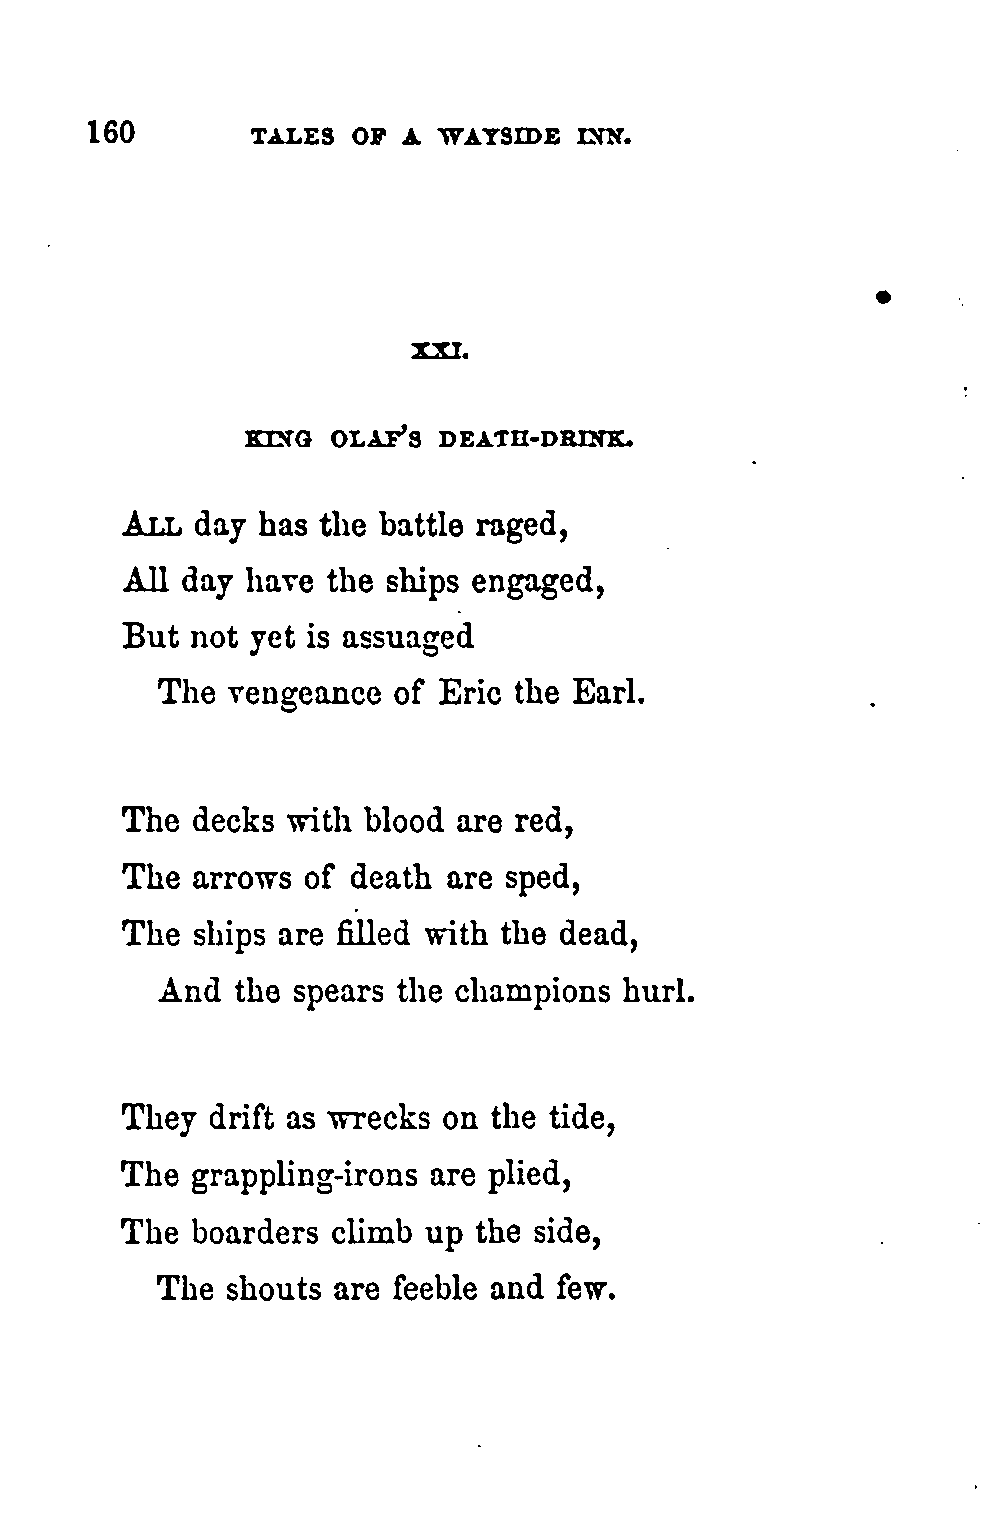 160 TALES OF A WAYSIDE INN.
XXI.
KING OLAF'S DEATH-DRINK.
ALL day has the battle raged,
All day have the ships engaged,
But not yet is assuaged
The vengeance of Eric the Earl.
The decks with blood are red,
The arrows of death are sped,
The ships are filled with the dead,
And the spears the champions hurl.
They drift as wrecks on the tide,
The grappling-irons are plied,
The boarders climb up the side,
The shouts are feeble and few.